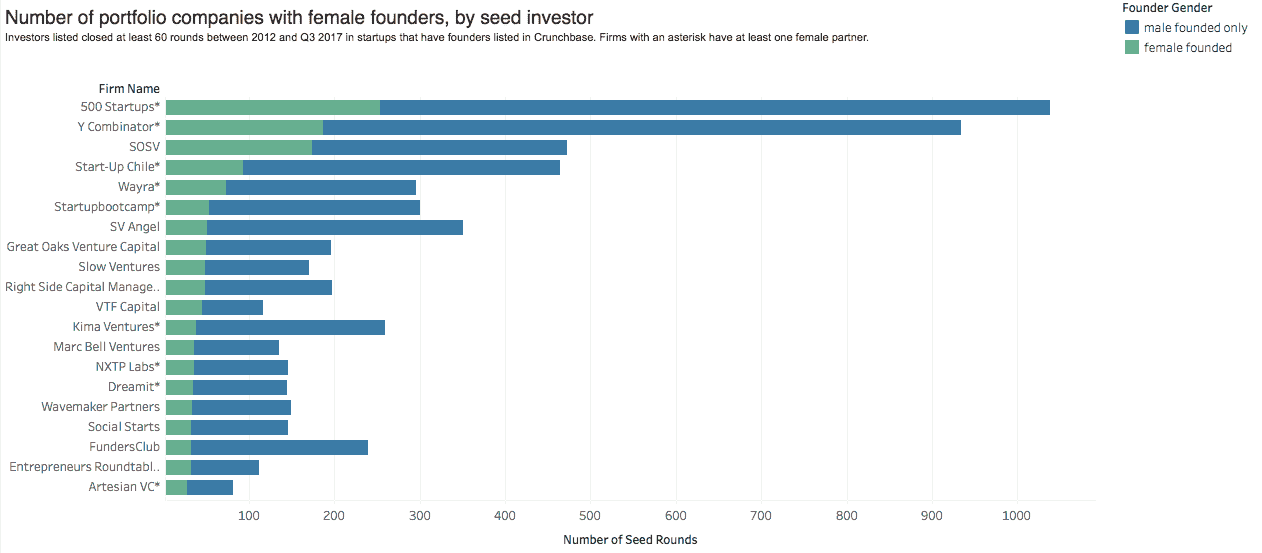 Number of portfolio companies with female founders, by seed investor
Investors listed closed at least 60 rounds between 2012 and Q3 2017 in startups that have founders listed in Crunchbase. Firms with an asterisk have at least one female partner.
Founder Gender
male founded only
female founded
Firm Name
500 Startups*
Y Combinator*
SOSV
Start-Up Chile*
Wayra*
Startupbootcamp*
SV Angel
Great Oaks Venture Capital
Slow Ventures
Right Side Capital Manage..
VTF Capital
Kima Ventures*
Marc Bell Ventures
NXTP Labs*
Dreamit*
Wavemaker Partners
Social Starts
FundersClub
Entrepreneurs Roundtabl..
Artesian VC*
100 200 300 400 500 600 700 800 900 1000
Number of Seed Rounds